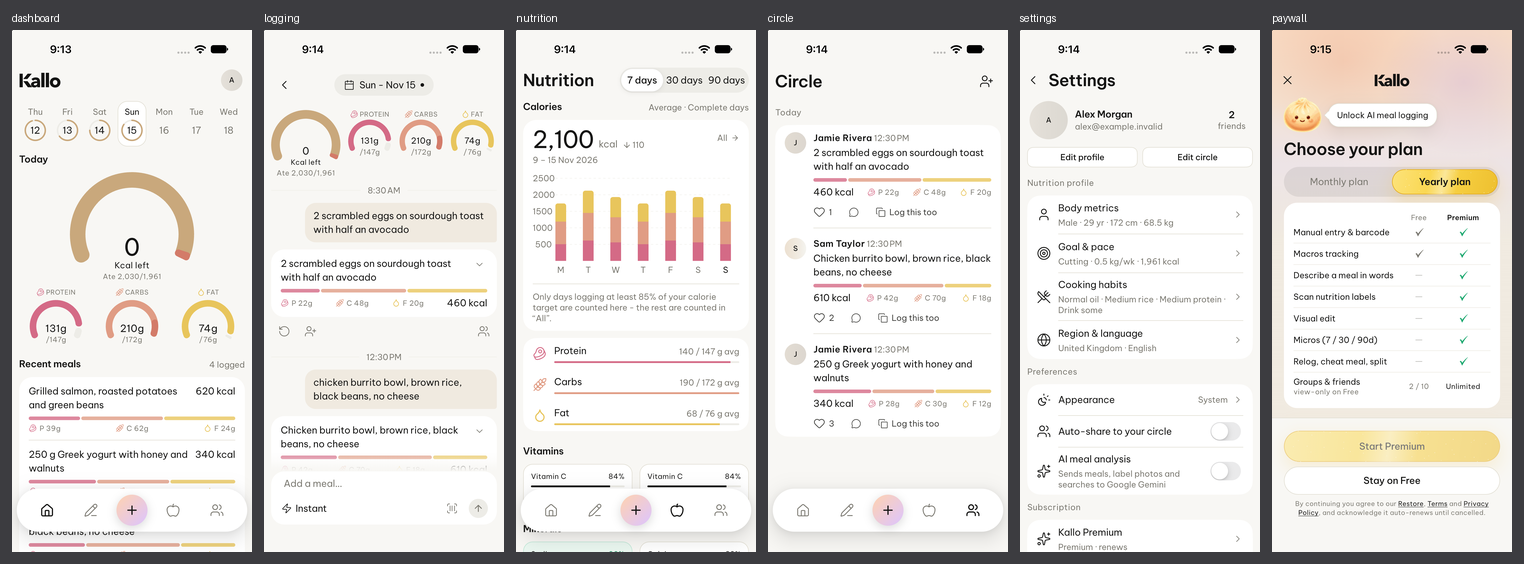 dashboard
9:13
Kallo
A
Thu Fri Sat Sun Mon Tue Wed
12 13 14 15 16 17 18
Today
0
Kcal left
Ate 2,030/1,961
PROTEIN CARBS FAT
131g 210g 74g
/147g /172g /76g
Recent meals 4 logged
Grilled salmon, roasted potatoes 620 kcal
and green beans
P 39g C 62g F 24g
250 g Greek yogurt with honey and 340 kcal
walnuts
black beans, no cheese
logging
9:14
Sun - Nov 15 •
PROTEIN CARBS FAT
131g 210g 74g
/147g /172g /76g
0
Kcal left
Ate 2,030/1,961
8:30 AM
2 scrambled eggs on sourdough toast
with half an avocado
2 scrambled eggs on sourdough toast
with half an avocado
P 22g C 48g F 20g 460 kcal
12:30 PM
chicken burrito bowl, brown rice,
black beans, no cheese
Chicken burrito bowl, brown rice, black
beans, no cheese
610 kcal
Add a meal...
Instant
nutrition
9:14
Nutrition
7 days 30 days 90 days
Calories Average · Complete days
2,100 kcal ↓ 110 All →
9 – 15 Nov 2026
2500
2000
1500
1000
500
M T W T F S S
Only days logging at least 85% of your calorie
target are counted here - the rest are counted in
“All”.
Protein 140 / 147 g avg
Carbs 190 / 172 g avg
Fat 68 / 76 g avg
Vitamins
Vitamin C 84% Vitamin C 84%
circle
9:14
Circle
Today
J
Jamie Rivera 12:30 PM
2 scrambled eggs on sourdough toast
with half an avocado
460 kcal P 22g C 48g F 20g
1 Log this too
S
Sam Taylor 12:30 PM
Chicken burrito bowl, brown rice, black
beans, no cheese
610 kcal P 42g C 70g F 18g
2 Log this too
J
Jamie Rivera 12:30 PM
250 g Greek yogurt with honey and
walnuts
340 kcal P 28g C 30g F 12g
3 Log this too
settings
9:14
Settings
A
Alex Morgan
alex@example.invalid
2
friends
Edit profile Edit circle
Nutrition profile
Body metrics
Male · 29 yr · 172 cm · 68.5 kg
Goal & pace
Cutting · 0.5 kg/wk · 1,961 kcal
Cooking habits
Normal oil · Medium rice · Medium protein ·
Drink some
Region & language
United Kingdom · English
Preferences
Appearance System
Auto-share to your circle
AI meal analysis
Sends meals, label photos and
searches to Google Gemini
Subscription
Kallo Premium
Premium · renews
paywall
9:15
Kallo
Unlock AI meal logging
Choose your plan
Monthly plan Yearly plan
Free Premium
Manual entry & barcode
Macros tracking
Describe a meal in words
Scan nutrition labels
Visual edit
Micros (7 / 30 / 90d)
Relog, cheat meal, split
Groups & friends 2 / 10 Unlimited
view-only on Free
Start Premium
Stay on Free
By continuing you agree to our Restore, Terms and Privacy
Policy, and acknowledge it auto-renews until cancelled.